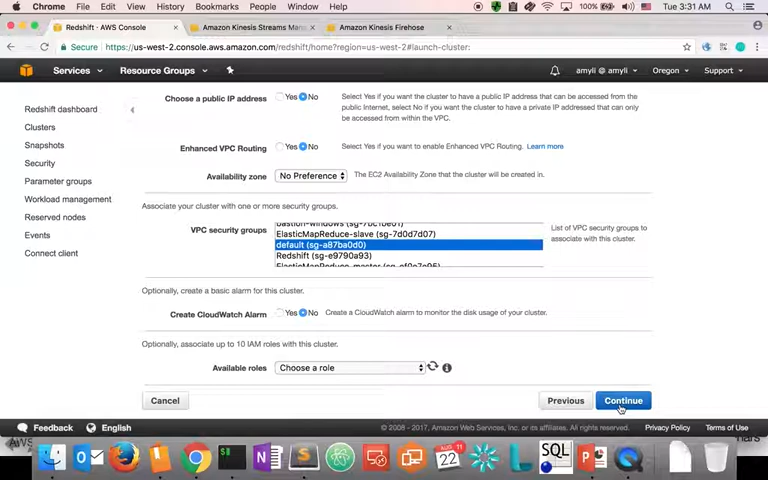 Chrome File Edit View History Bookmarks People Window Help 100% Tue 3:31 AM
Redshift · AWS Console × Amazon Kinesis Streams Man × Amazon Kinesis Firehose ×
Secure https://us-west-2.console.aws.amazon.com/redshift/home?region=us-west-2#launch-cluster:
Services Resource Groups amyli @ amyli Oregon Support
Redshift dashboard
Clusters
Snapshots
Security
Parameter groups
Workload management
Reserved nodes
Events
Connect client
Choose a public IP address Yes No Select Yes if you want the cluster to have a public IP address that can be accessed from the
public Internet, select No if you want the cluster to have a private IP addressed that can only
be accessed from within the VPC.
Enhanced VPC Routing Yes No Select Yes if you want to enable Enhanced VPC Routing. Learn more
Availability zone No Preference The EC2 Availability Zone that the cluster will be created in.
Associate your cluster with one or more security groups.
VPC security groups
bastion-windows (sg-7bc1be01)
ElasticMapReduce-slave (sg-7d0d7d07)
default (sg-a87ba0d0)
Redshift (sg-e9790a93)
List of VPC security groups to
associate with this cluster.
Optionally, create a basic alarm for this cluster.
Create CloudWatch Alarm Yes No Create a CloudWatch alarm to monitor the disk usage of your cluster.
Optionally, associate up to 10 IAM roles with this cluster.
Available roles Choose a role
Cancel Previous Continue
Feedback English © 2008 - 2017, Amazon Web Services, Inc. or its affiliates. All rights reserved. Privacy Policy Terms of Use
AUG
22
SQL